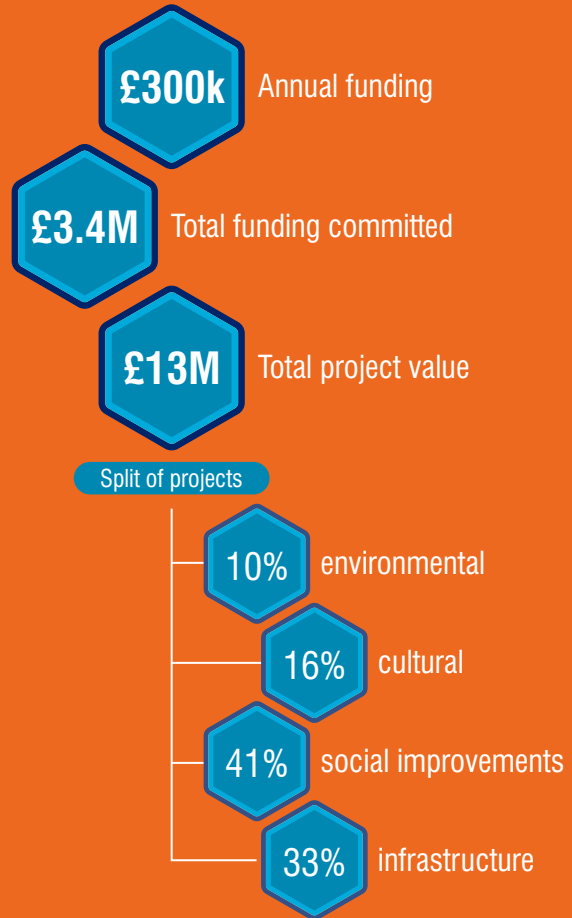 £300k Annual funding
£3.4M Total funding committed
£13M Total project value
Split of projects
10% environmental
16% cultural
41% social improvements
33% infrastructure